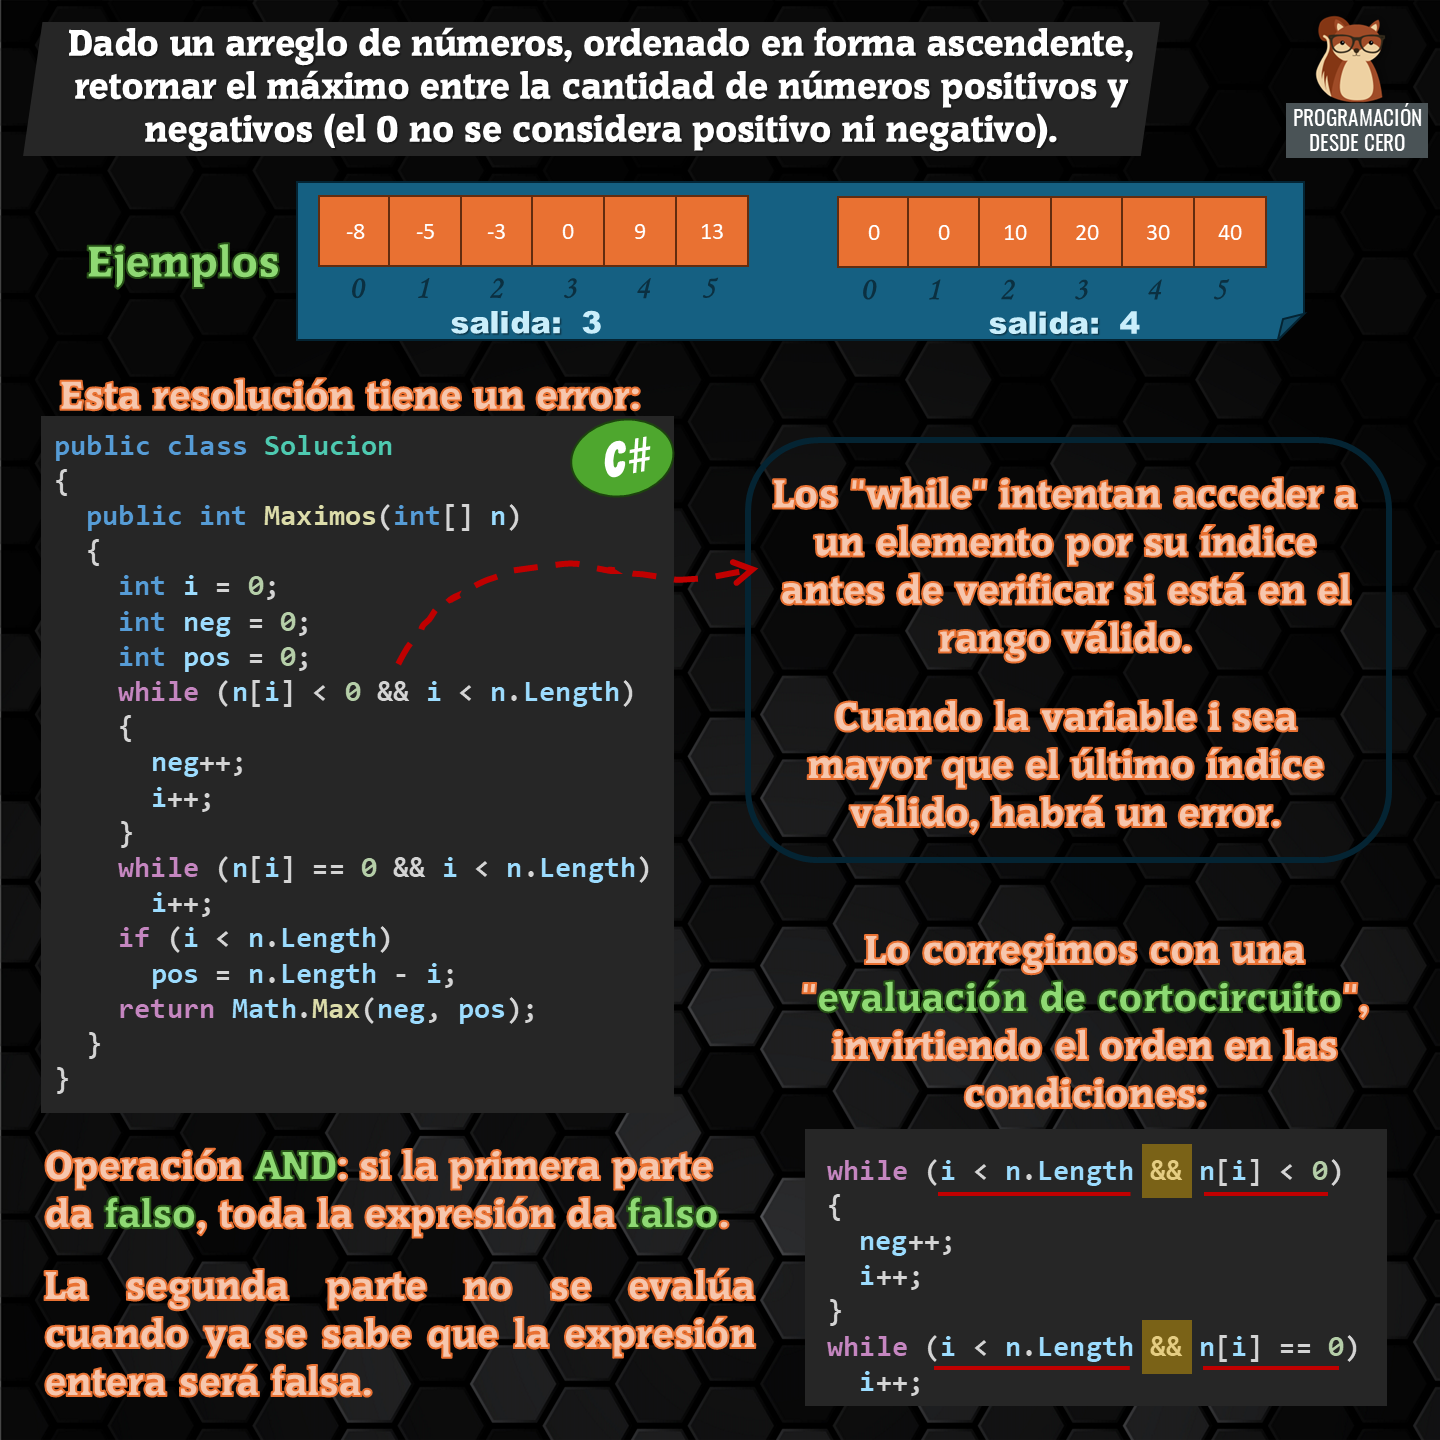 Dado un arreglo de números, ordenado en forma ascendente,
retornar el máximo entre la cantidad de números positivos y
negativos (el 0 no se considera positivo ni negativo).
PROGRAMACIÓN
DESDE CERO
Ejemplos
-8 -5 -3 0 9 13
0 1 2 3 4 5
salida: 3
0 0 10 20 30 40
0 1 2 3 4 5
salida: 4
Esta resolución tiene un error:
C#
public class Solucion
{
public int Maximos(int[] n)
{
int i = 0;
int neg = 0;
int pos = 0;
while (n[i] < 0 && i < n.Length)
{
neg++;
i++;
}
while (n[i] == 0 && i < n.Length)
i++;
if (i < n.Length)
pos = n.Length - i;
return Math.Max(neg, pos);
}
}
Los "while" intentan acceder a
un elemento por su índice
antes de verificar si está en el
rango válido.
Cuando la variable i sea
mayor que el último índice
válido, habrá un error.
Lo corregimos con una
"evaluación de cortocircuito",
invirtiendo el orden en las
condiciones:
while (i < n.Length && n[i] < 0)
{
neg++;
i++;
}
while (i < n.Length && n[i] == 0)
i++;
Operación AND: si la primera parte
da falso, toda la expresión da falso.
La segunda parte no se evalúa
cuando ya se sabe que la expresión
entera será falsa.